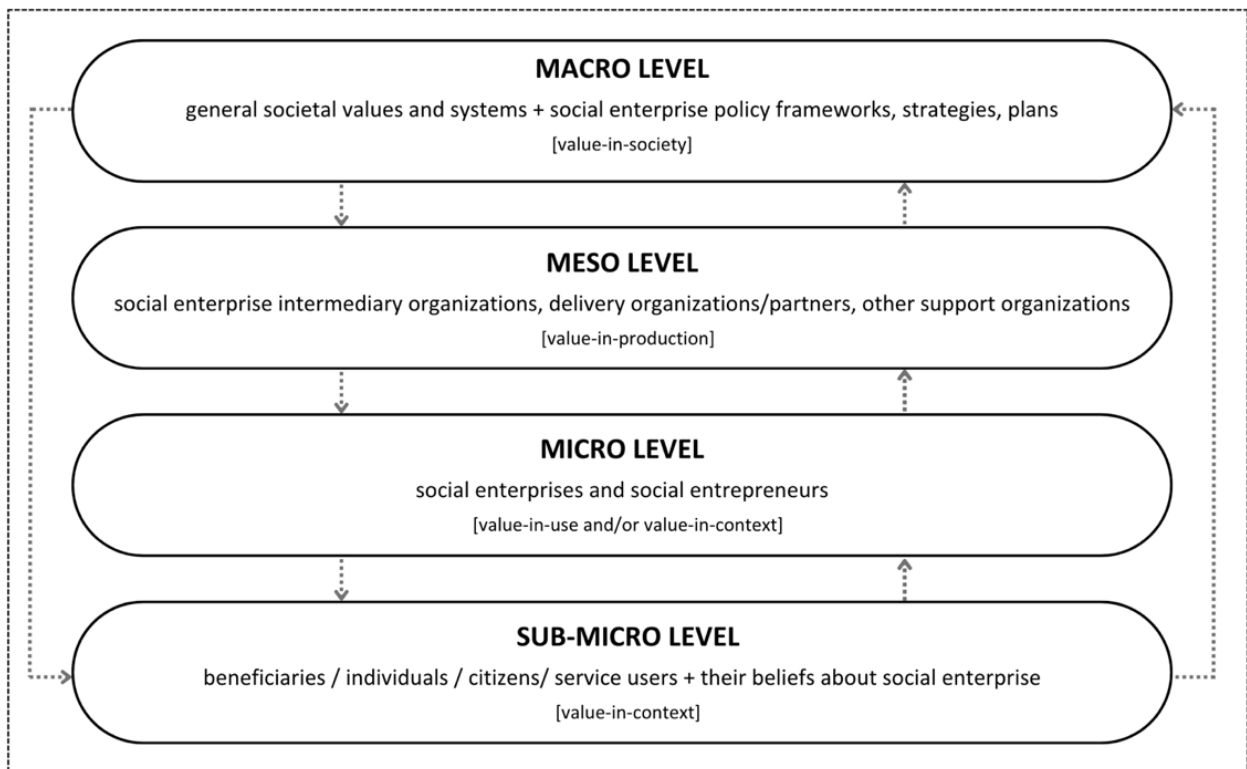 MACRO LEVEL
general societal values and systems + social enterprise policy frameworks, strategies, plans
[value-in-society]
MESO LEVEL
social enterprise intermediary organizations, delivery organizations/partners, other support organizations
[value-in-production]
MICRO LEVEL
social enterprises and social entrepreneurs
[value-in-use and/or value-in-context]
SUB-MICRO LEVEL
beneficiaries / individuals / citizens/ service users + their beliefs about social enterprise
[value-in-context]